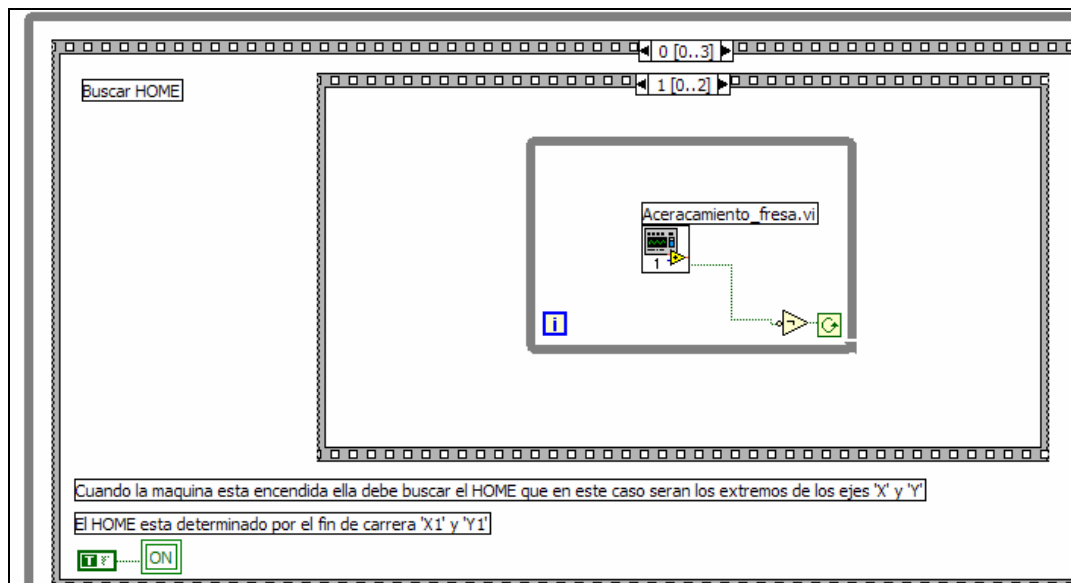 0 [0..3]
Buscar HOME
1 [0..2]
Aceracamiento_fresa.vi
1
i
Cuando la maquina esta encendida ella debe buscar el HOME que en este caso seran los extremos de los ejes 'X' y 'Y'
El HOME esta determinado por el fin de carrera 'X1' y 'Y1'
T F ON